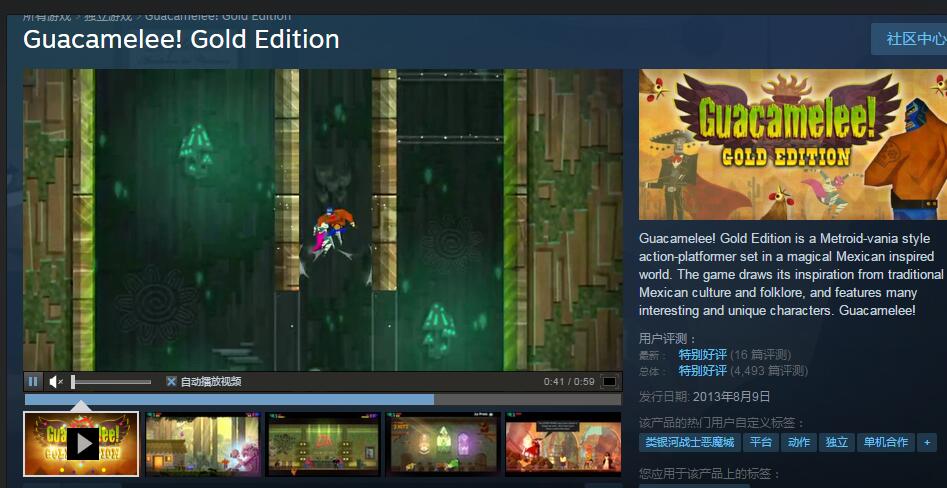 所有游戏 > 独立游戏 > Guacamelee! Gold Edition
Guacamelee! Gold Edition
社区中心
Guacamelee!
GOLD EDITION
Guacamelee! Gold Edition is a Metroid-vania style
action-platformer set in a magical Mexican inspired
world. The game draws its inspiration from traditional
Mexican culture and folklore, and features many
interesting and unique characters. Guacamelee!
用户评测：
最新： 特别好评 (16 篇评测)
总体： 特别好评 (4,493 篇评测)
发行日期: 2013年8月9日
该产品的热门用户自定义标签：
类银河战士恶魔城 平台 动作 独立 单机合作 +
您应用于该产品上的标签：
自动播放视频
0:41 / 0:59